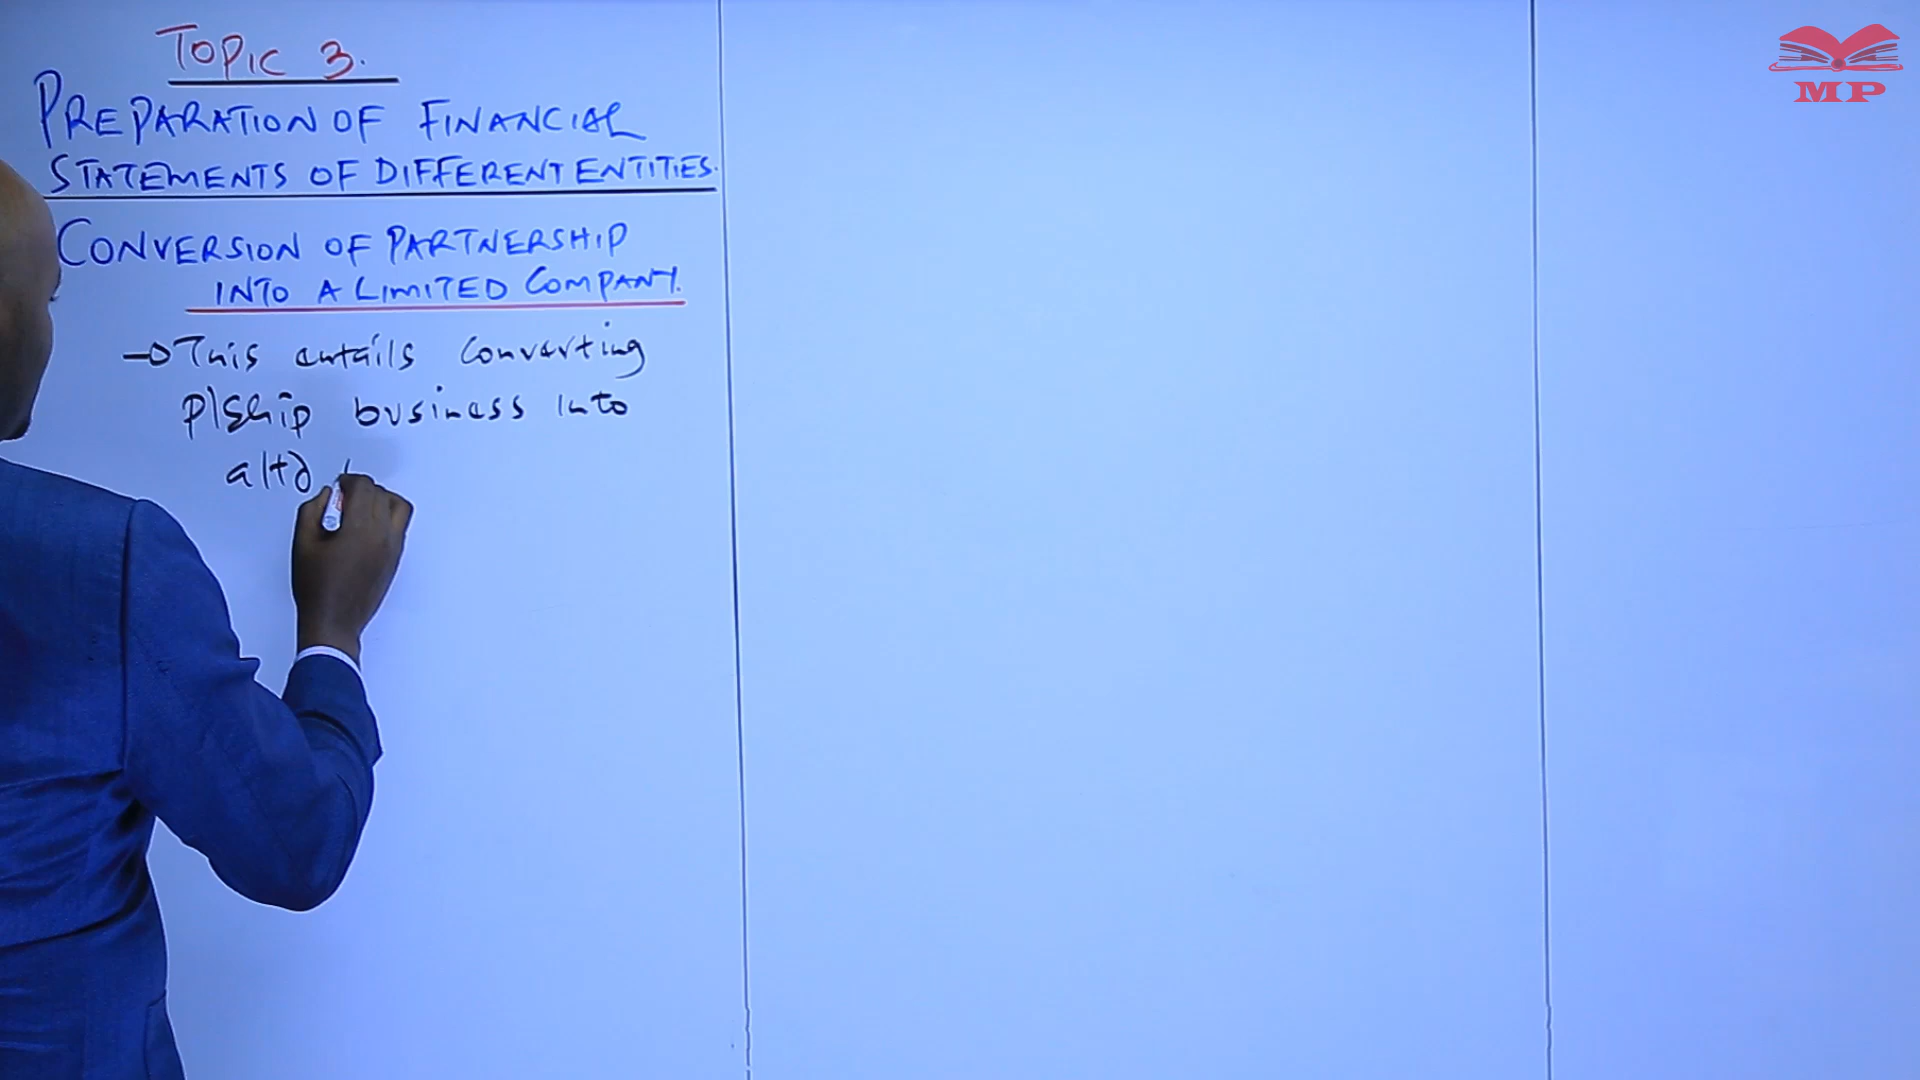 TOPIC 3.
PREPARATION OF FINANCIAL
STATEMENTS OF DIFFERENT ENTITIES.
CONVERSION OF PARTNERSHIP
INTO A LIMITED COMPANY.
→ This entails converting
p\ship business into
a ltd
MP